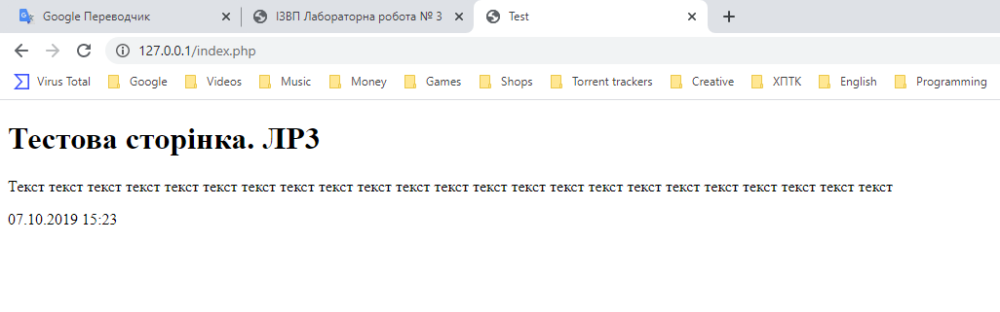 Google Переводчик
ІЗВП Лабораторна робота № 3
Test
127.0.0.1/index.php
Virus Total Google Videos Music Money Games Shops Torrent trackers Creative ХПТК English Programming
Тестова сторінка. ЛР3
Текст текст текст текст текст текст текст текст текст текст текст текст текст текст текст текст текст текст текст текст текст текст текст
07.10.2019 15:23